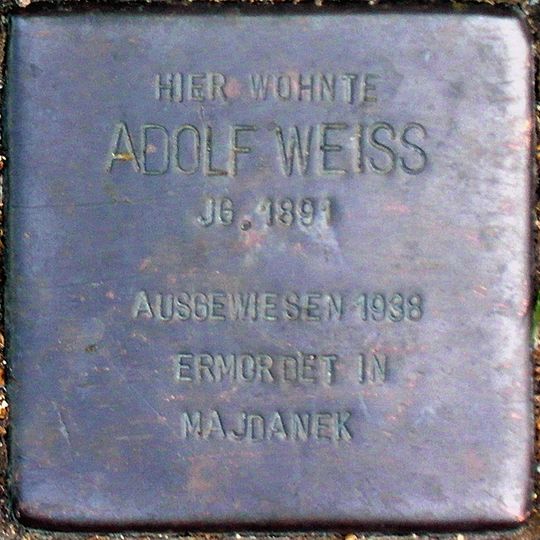 HIER WOHNTE
ADOLF WEISS
JG. 1891
AUSGEWIESEN 1938
ERMORDET IN
MAJDANEK